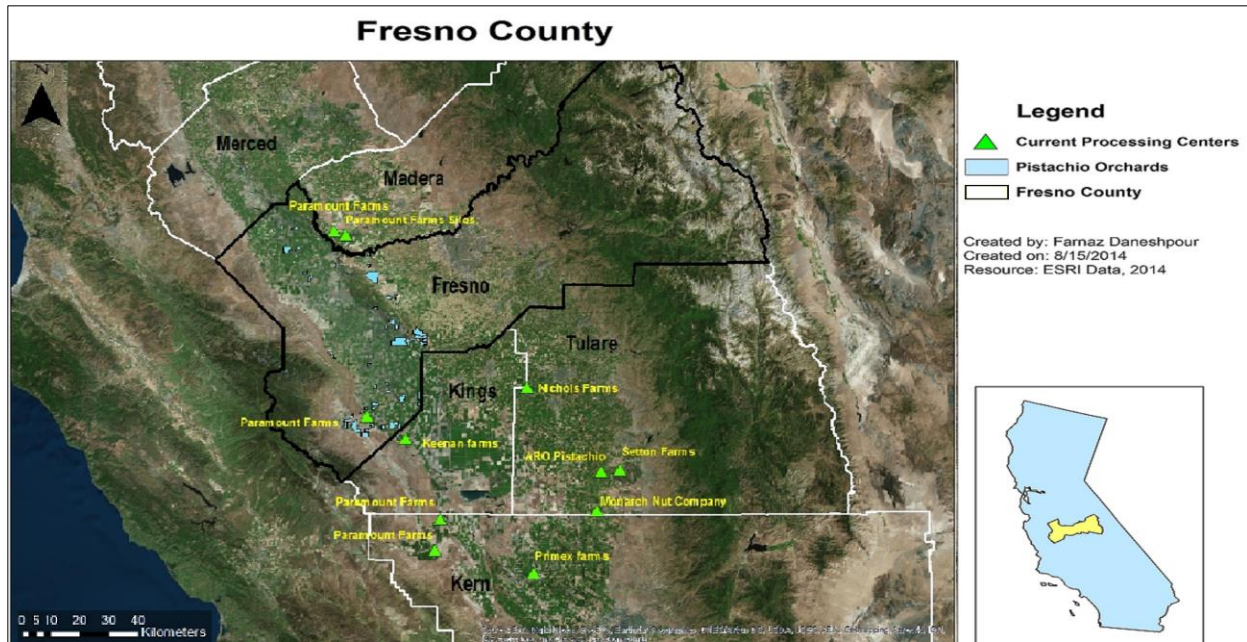 Fresno County
N
Merced
Madera
Paramount Farms
Paramount Farms Silos
Fresno
Tulare
Kings
Nichols Farms
Paramount Farms
Keenan farms
ARO Pistachio
Setton Farms
Paramount Farms
Monarch Nut Company
Paramount Farms
Primex farms
Kern
0 5 10 20 30 40
Kilometers
Legend
Current Processing Centers
Pistachio Orchards
Fresno County
Created by: Farnaz Daneshpour
Created on: 8/15/2014
Resource: ESRI Data, 2014